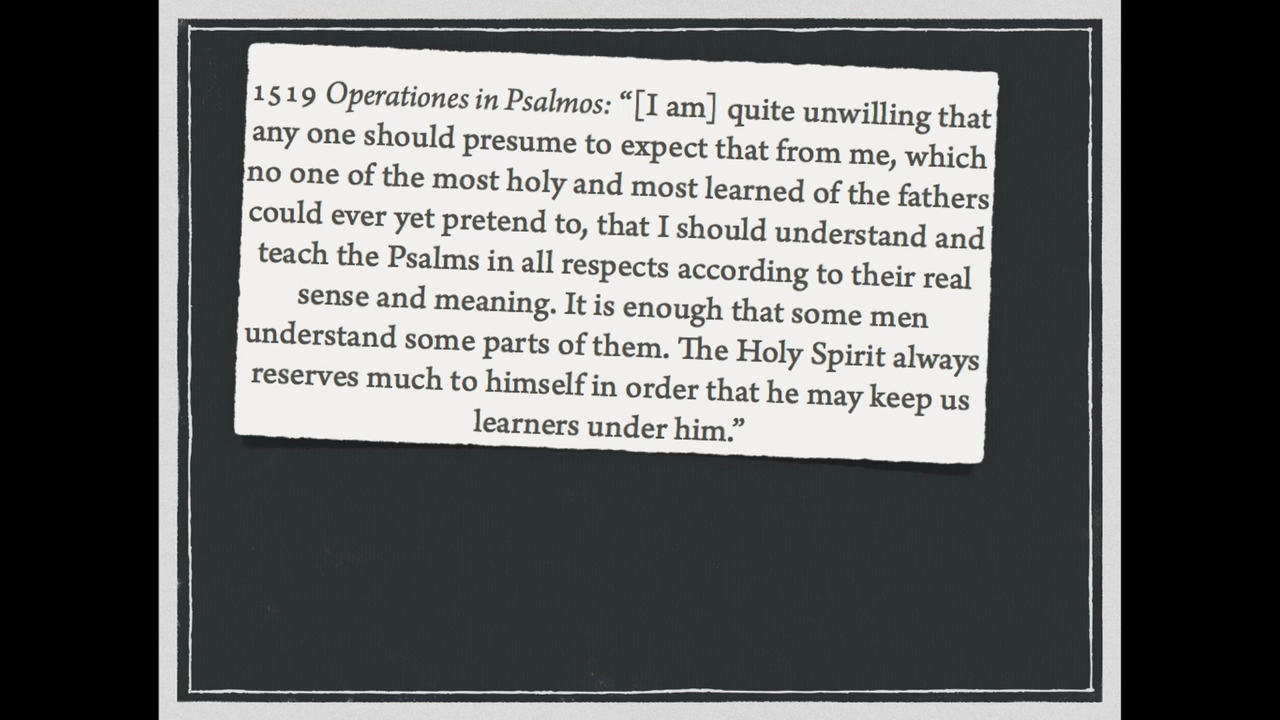 1519 Operationes in Psalmos: “[I am] quite unwilling that
any one should presume to expect that from me, which
no one of the most holy and most learned of the fathers
could ever yet pretend to, that I should understand and
teach the Psalms in all respects according to their real
sense and meaning. It is enough that some men
understand some parts of them. The Holy Spirit always
reserves much to himself in order that he may keep us
learners under him.”